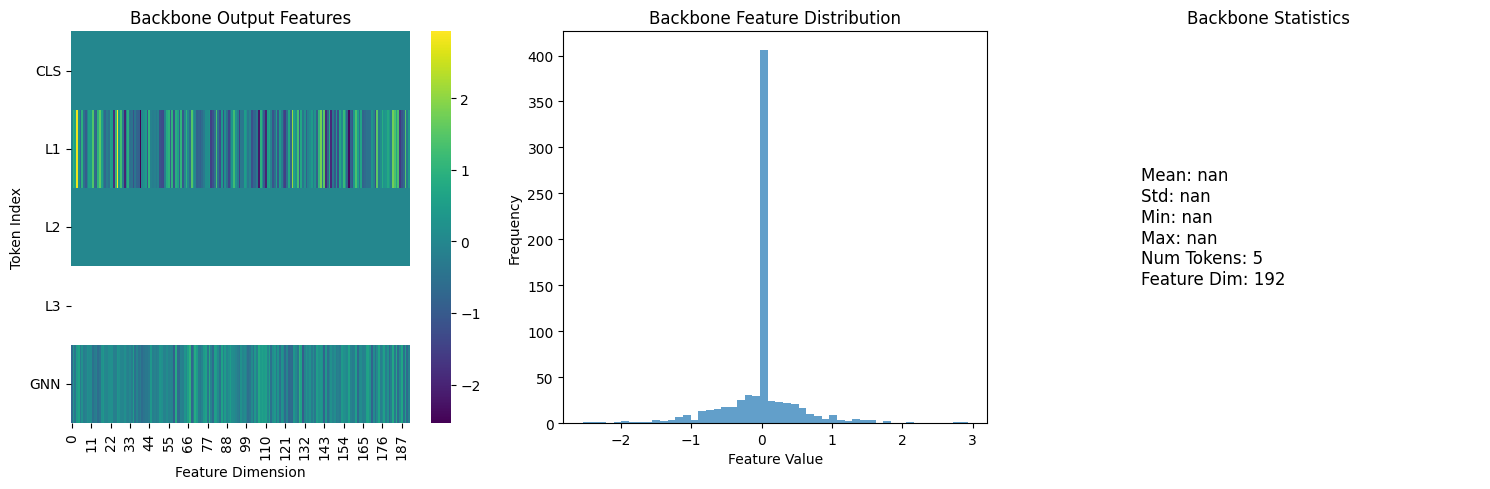 Backbone Output Features
CLS
L1
L2
L3
GNN
Token Index
0 11 22 33 44 55 66 77 88 99 110 121 132 143 154 165 176 187
Feature Dimension
2
1
0
−1
−2
Backbone Feature Distribution
400
350
300
250
200
150
100
50
0
Frequency
−2 −1 0 1 2 3
Feature Value
Backbone Statistics
Mean: nan
Std: nan
Min: nan
Max: nan
Num Tokens: 5
Feature Dim: 192